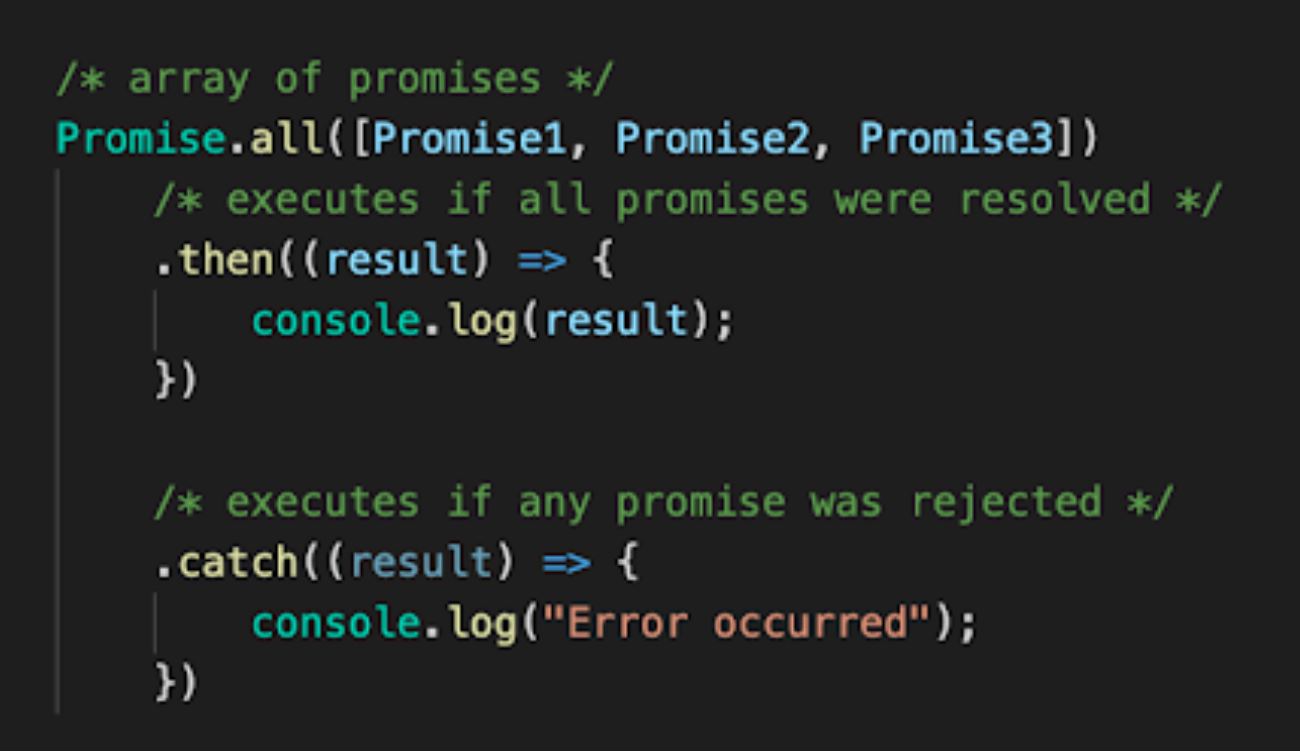 /* array of promises */
Promise.all([Promise1, Promise2, Promise3])
/* executes if all promises were resolved */
.then((result) => {
console.log(result);
})
/* executes if any promise was rejected */
.catch((result) => {
console.log("Error occurred");
})